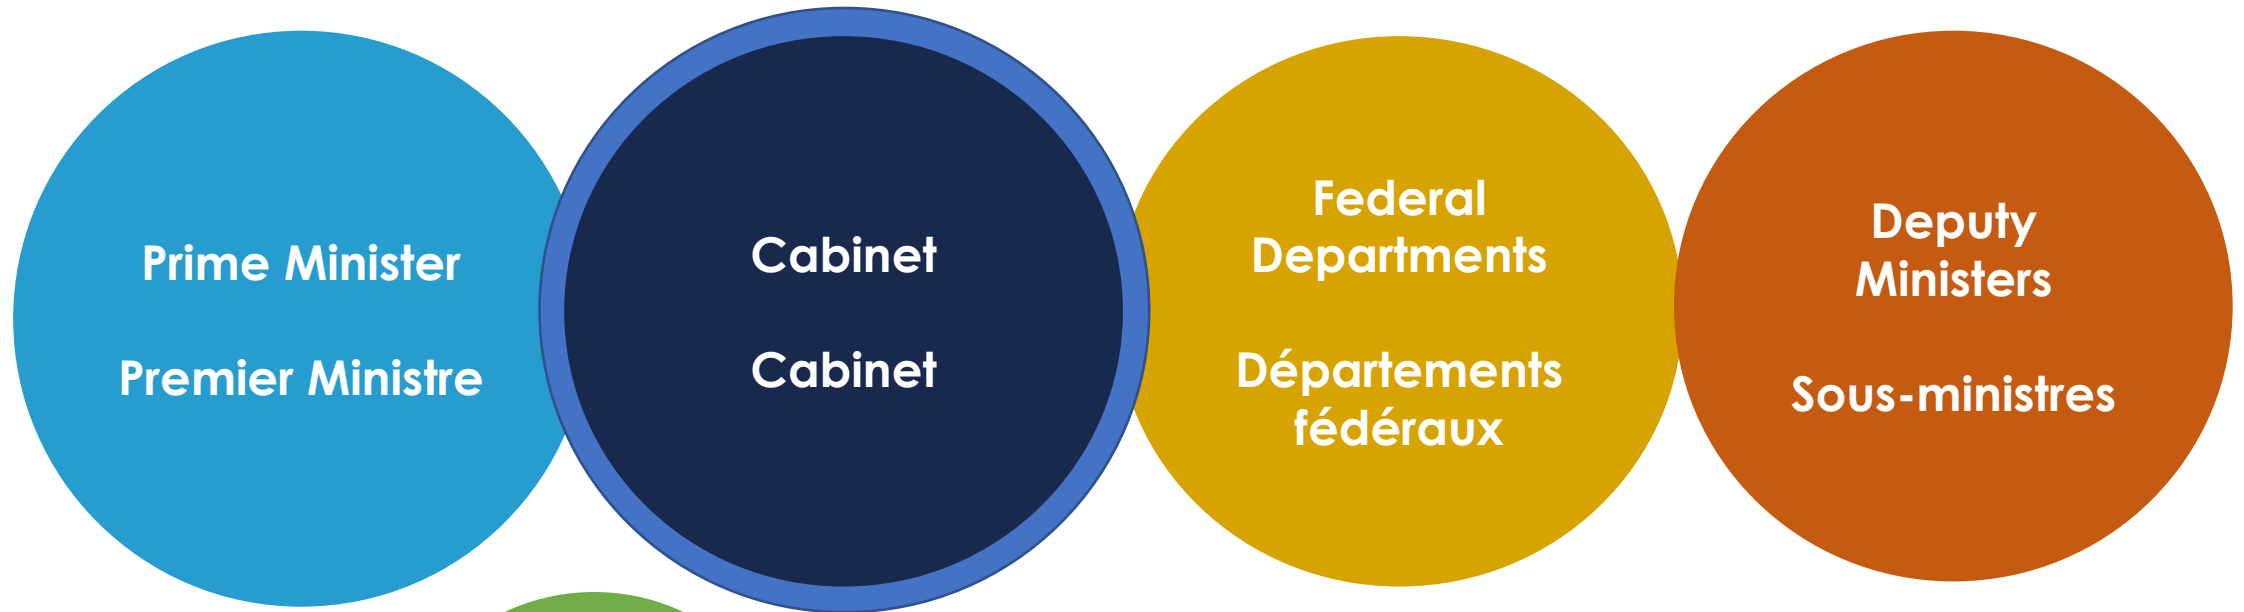 Prime Minister
Premier Ministre
Cabinet
Cabinet
Federal
Departments
Départements
fédéraux
Deputy
Ministers
Sous-ministres